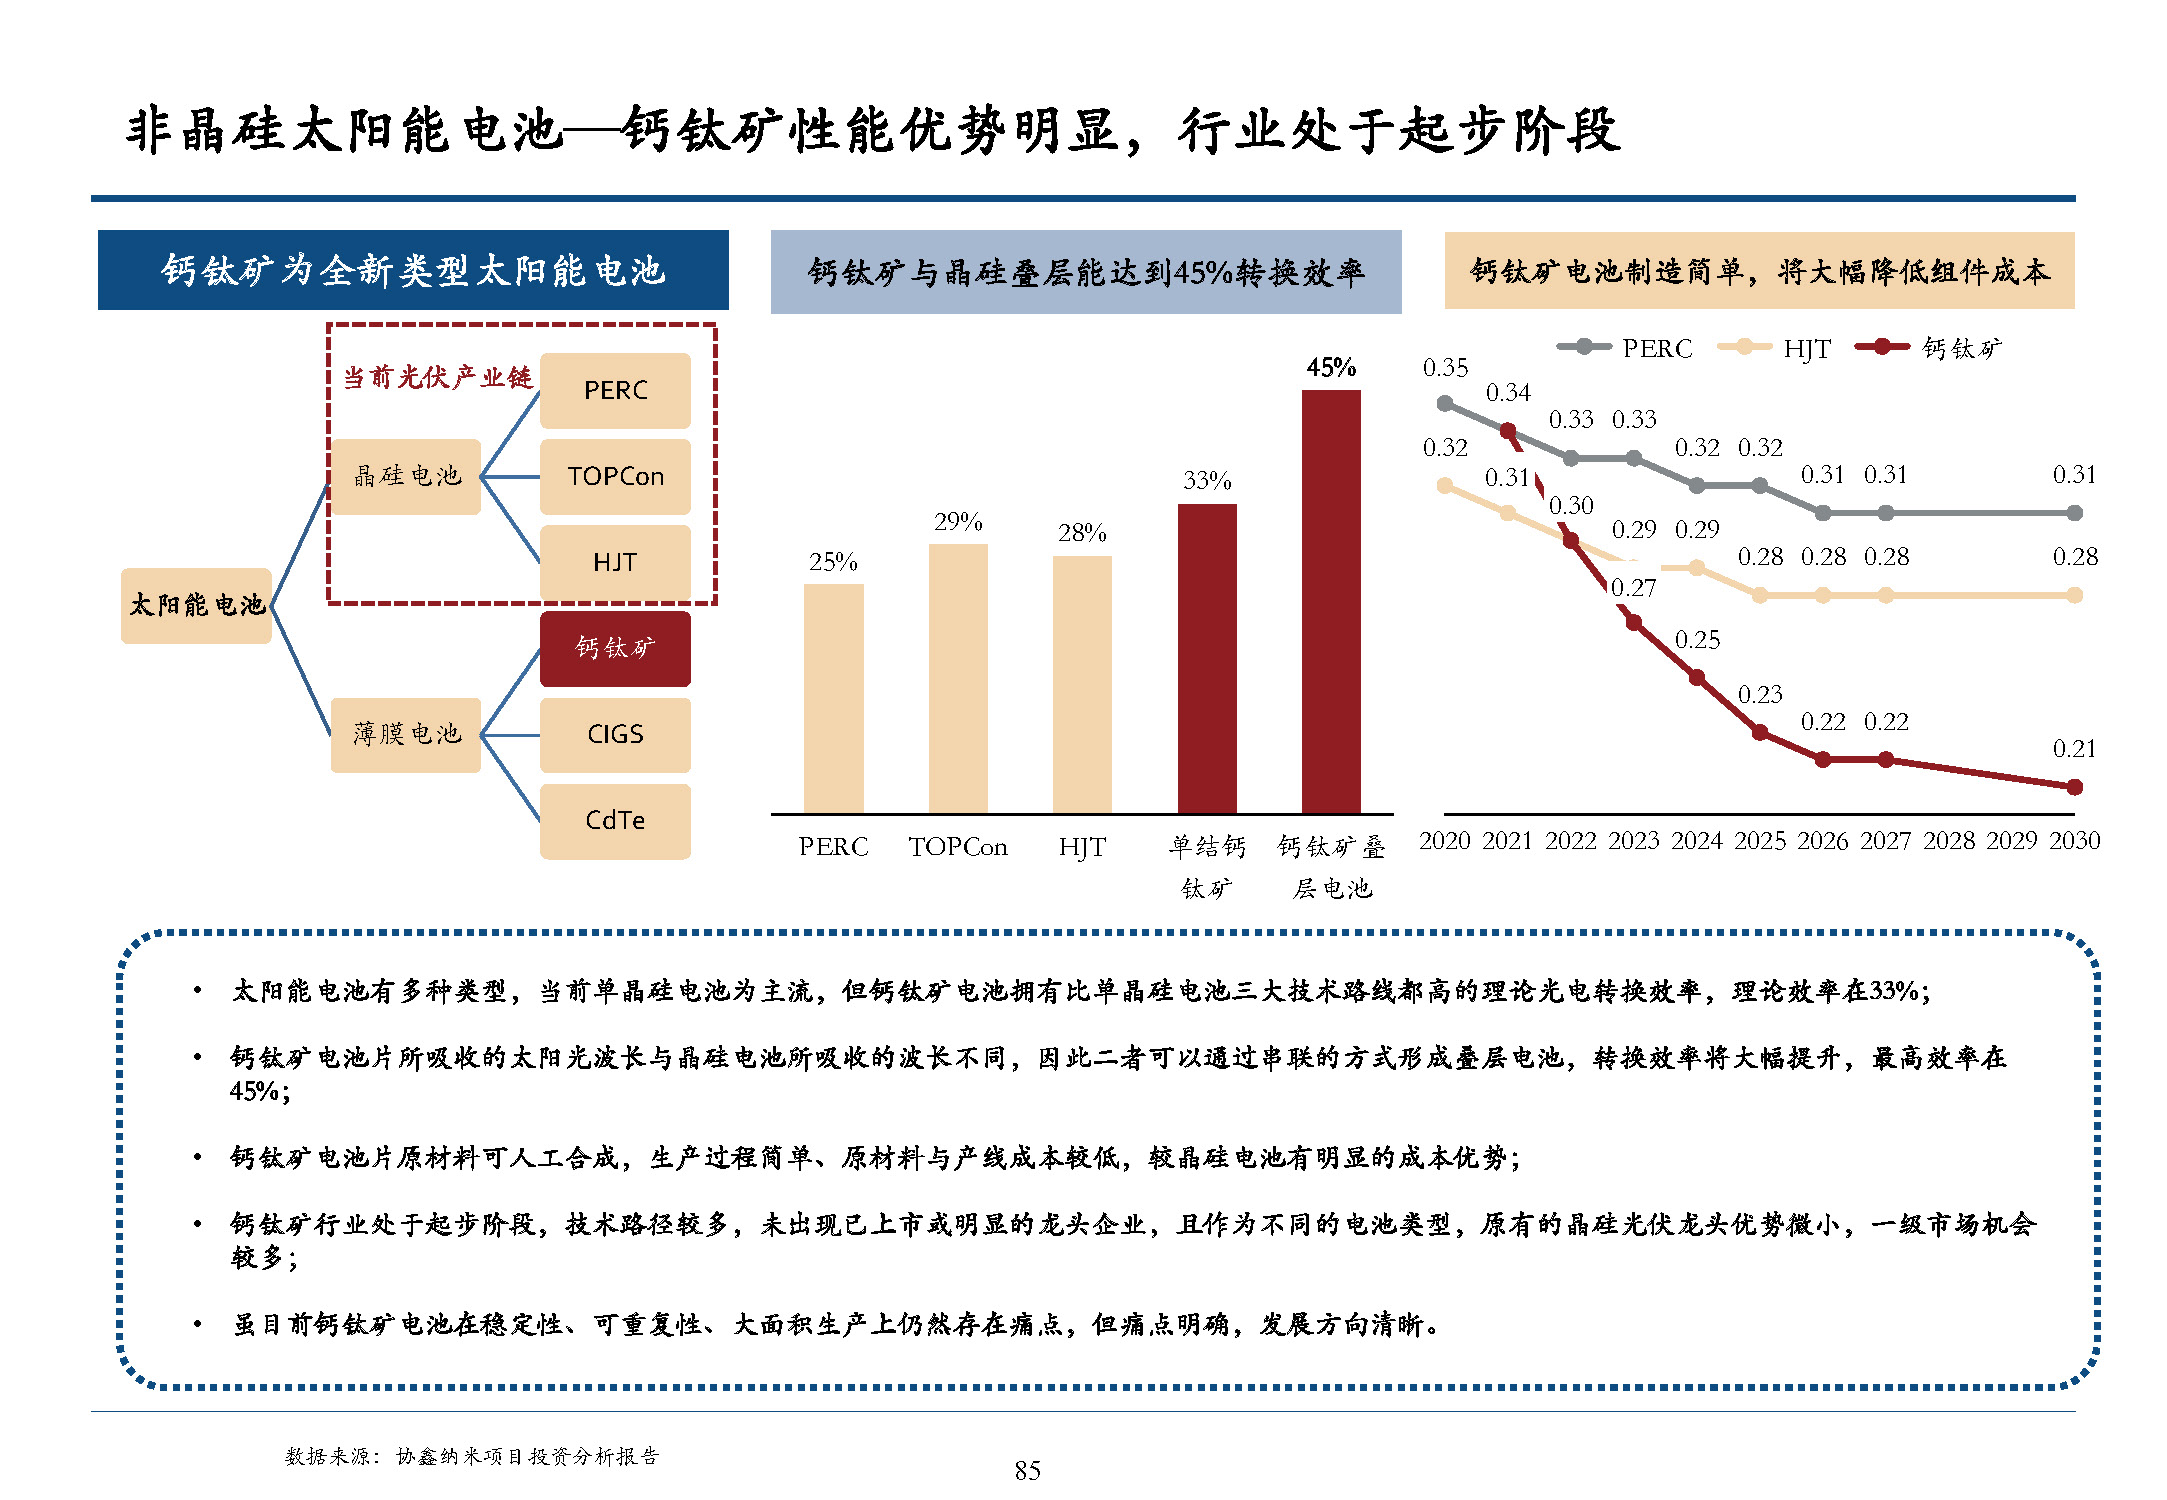 非晶硅太阳能电池—钙钛矿性能优势明显，行业处于起步阶段
钙钛矿为全新类型太阳能电池
当前光伏产业链
PERC
晶硅电池
TOPCon
HJT
太阳能电池
钙钛矿
薄膜电池
CIGS
CdTe
钙钛矿与晶硅叠层能达到45%转换效率
45%
33%
29%
28%
25%
PERC TOPCon HJT 单结钙 钙钛矿叠
钛矿 层电池
钙钛矿电池制造简单，将大幅降低组件成本
PERC HJT 钙钛矿
0.35
0.34
0.33 0.33
0.32 0.32 0.32
0.31 0.31 0.31 0.31
0.30
0.29 0.29
0.28 0.28 0.28 0.28
0.27
0.25
0.23
0.22 0.22
0.21
2020 2021 2022 2023 2024 2025 2026 2027 2028 2029 2030
• 太阳能电池有多种类型，当前单晶硅电池为主流，但钙钛矿电池拥有比单晶硅电池三大技术路线都高的理论光电转换效率，理论效率在33%；
• 钙钛矿电池片所吸收的太阳光波长与晶硅电池所吸收的波长不同，因此二者可以通过串联的方式形成叠层电池，转换效率将大幅提升，最高效率在
45%；
• 钙钛矿电池片原材料可人工合成，生产过程简单、原材料与产线成本较低，较晶硅电池有明显的成本优势；
• 钙钛矿行业处于起步阶段，技术路径较多，未出现已上市或明显的龙头企业，且作为不同的电池类型，原有的晶硅光伏龙头优势微小，一级市场机会
较多；
• 虽目前钙钛矿电池在稳定性、可重复性、大面积生产上仍然存在痛点，但痛点明确，发展方向清晰。
数据来源：协鑫纳米项目投资分析报告
85